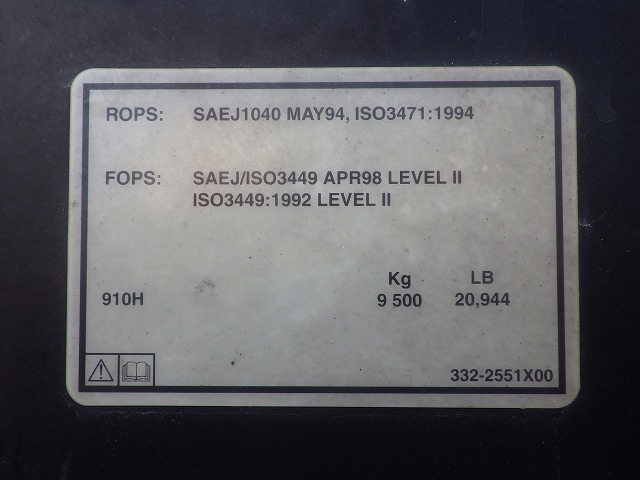 ROPS: SAEJ1040 MAY94, ISO3471:1994
FOPS: SAEJ/ISO3449 APR98 LEVEL II
ISO3449:1992 LEVEL II
Kg LB
910H 9 500 20,944
332-2551X00